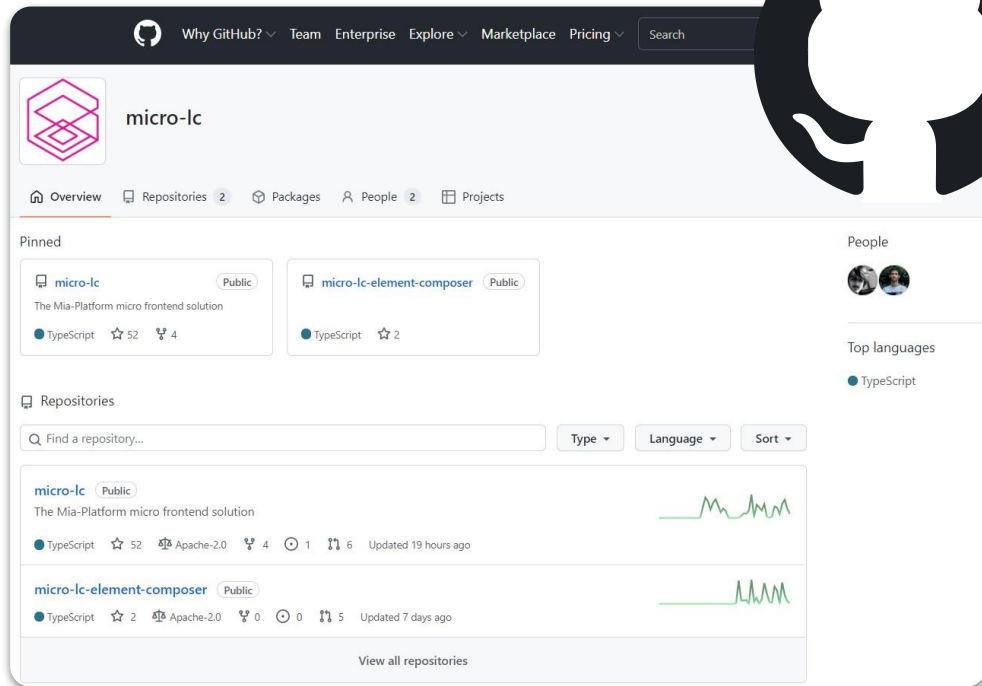 Why GitHub? Team Enterprise Explore Marketplace Pricing Search
micro-lc
Overview Repositories 2 Packages People 2 Projects
Pinned
micro-lc Public
The Mia-Platform micro frontend solution
TypeScript 52 4
micro-lc-element-composer Public
TypeScript 2
People
Top languages
TypeScript
Repositories
Find a repository... Type Language Sort
micro-lc Public
The Mia-Platform micro frontend solution
TypeScript 52 Apache-2.0 4 1 6 Updated 19 hours ago
micro-lc-element-composer Public
TypeScript 2 Apache-2.0 0 0 5 Updated 7 days ago
View all repositories